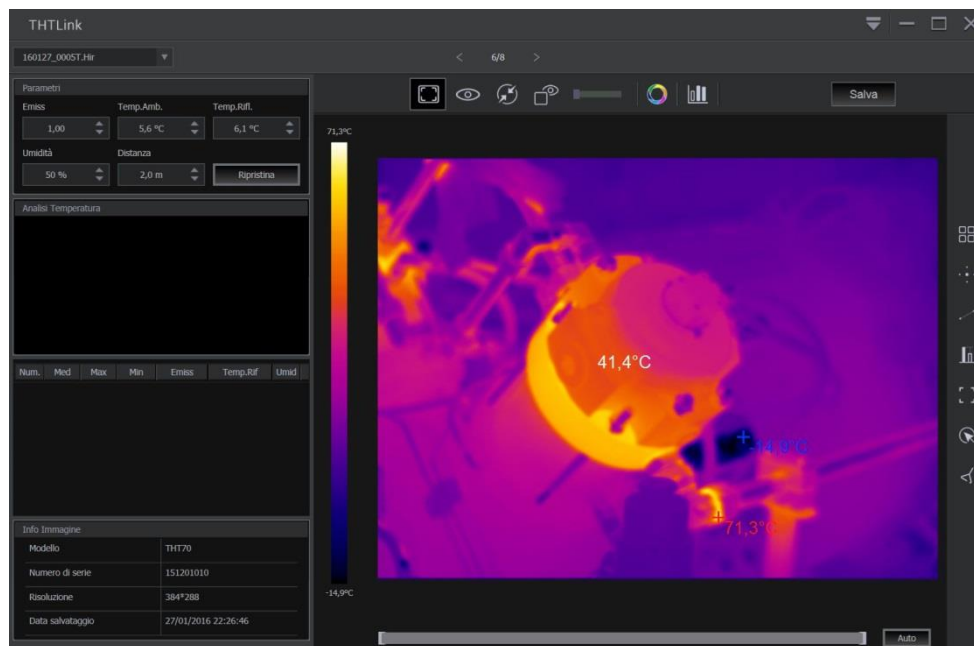 THTLink
160127_0005T.Hir
6/8
Parametri
Emiss Temp.Amb. Temp.Rifl.
1,00 5,6 °C 6,1 °C
Umidità Distanza
50 % 2,0 m Ripristina
Analisi Temperatura
Num. Med Max Min Emiss Temp.Rif Umid
Info Immagine
Modello THT70
Numero di serie 151201010
Risoluzione 384*288
Data salvataggio 27/01/2016 22:26:46
Salva
71,3°C
41,4°C
-14,9°C
71,3°C
-14,9°C
Auto